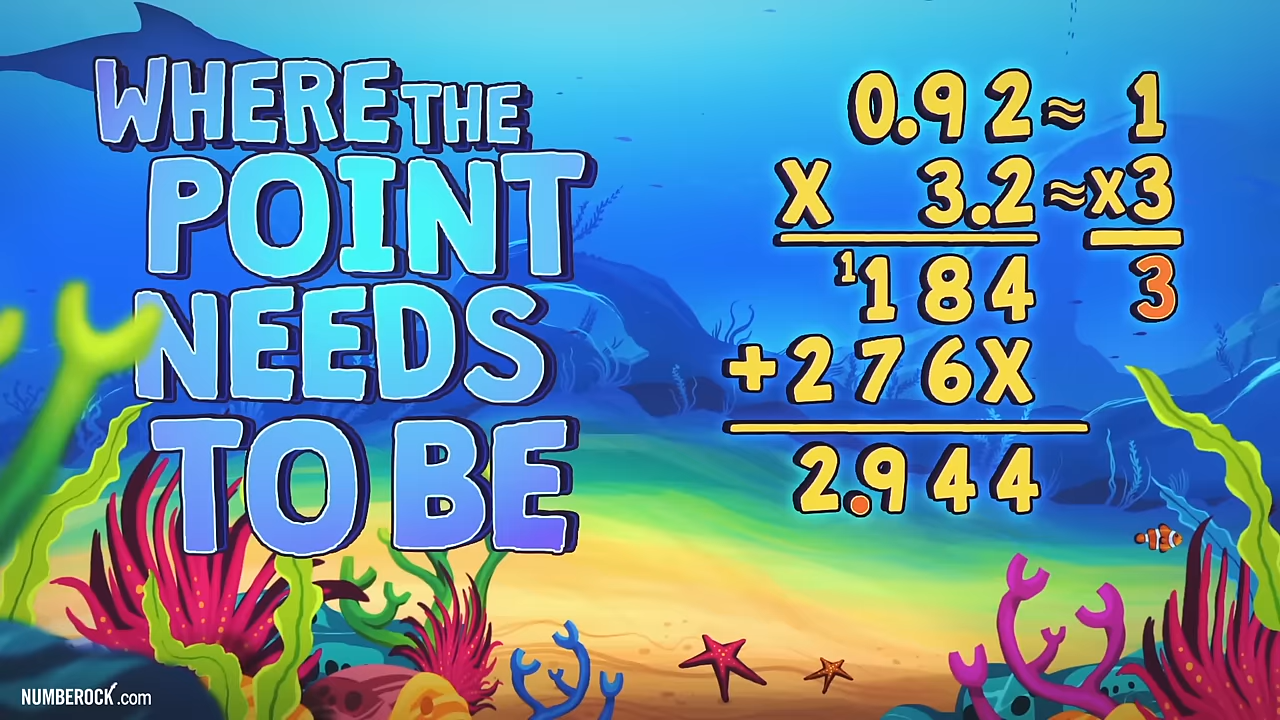 WHERE THE
POINT
NEEDS
TO BE
0.92≈ 1
X 3.2≈x3
1184 3
+276X
2.944
NUMBEROCK.com